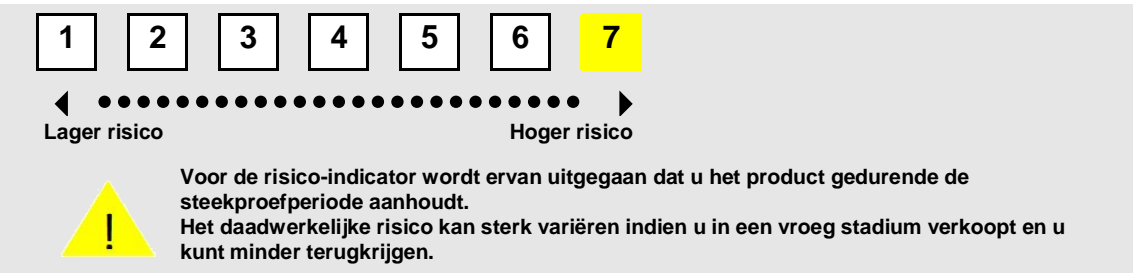 1 2 3 4 5 6 7
Lager risico Hoger risico
Voor de risico-indicator wordt ervan uitgegaan dat u het product gedurende de
steekproefperiode aanhoudt.
Het daadwerkelijke risico kan sterk variëren indien u in een vroeg stadium verkoopt en u
kunt minder terugkrijgen.
!